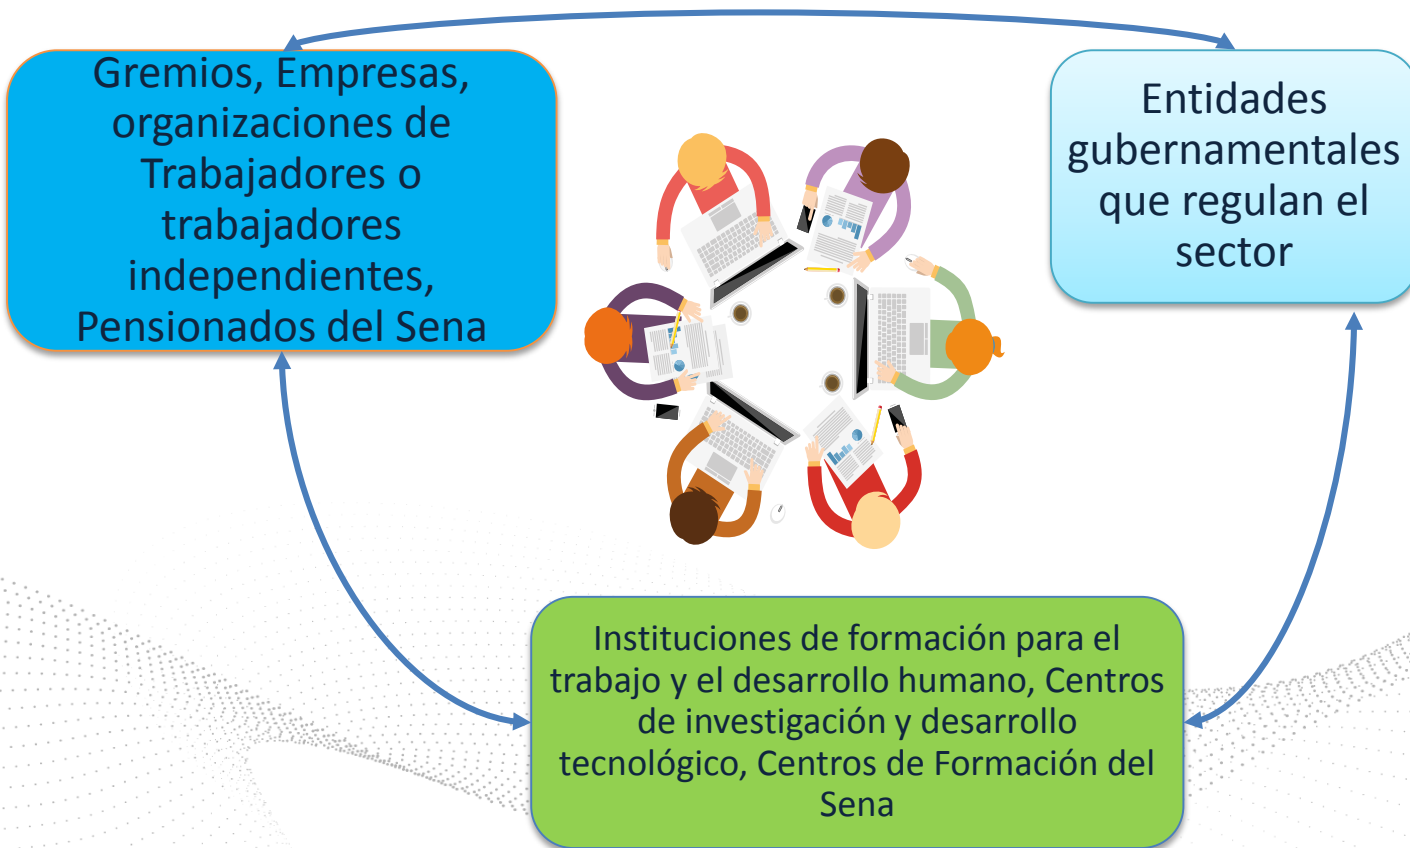 Gremios, Empresas,
organizaciones de
Trabajadores o
trabajadores
independientes,
Pensionados del Sena
Entidades
gubernamentales
que regulan el
sector
Instituciones de formación para el
trabajo y el desarrollo humano, Centros
de investigación y desarrollo
tecnológico, Centros de Formación del
Sena